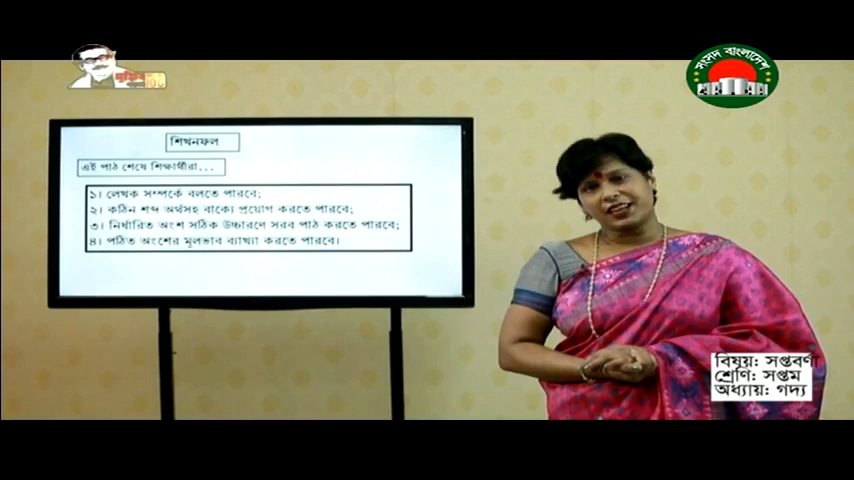 সংসদ বাংলাদেশ
শিখনফল
এই পাঠ শেষে শিক্ষার্থীরা...
১। লেখক সম্পর্কে বলতে পারবে;
২। কঠিন শব্দ অর্থসহ বাক্যে প্রয়োগ করতে পারবে;
৩। নির্ধারিত অংশ সঠিক উচ্চারণে সরব পাঠ করতে পারবে;
৪। পঠিত অংশের মূলভাব ব্যাখ্যা করতে পারবে।
বিষয়: সপ্তবর্ণা
শ্রেণি: সপ্তম
অধ্যায়: গদ্য